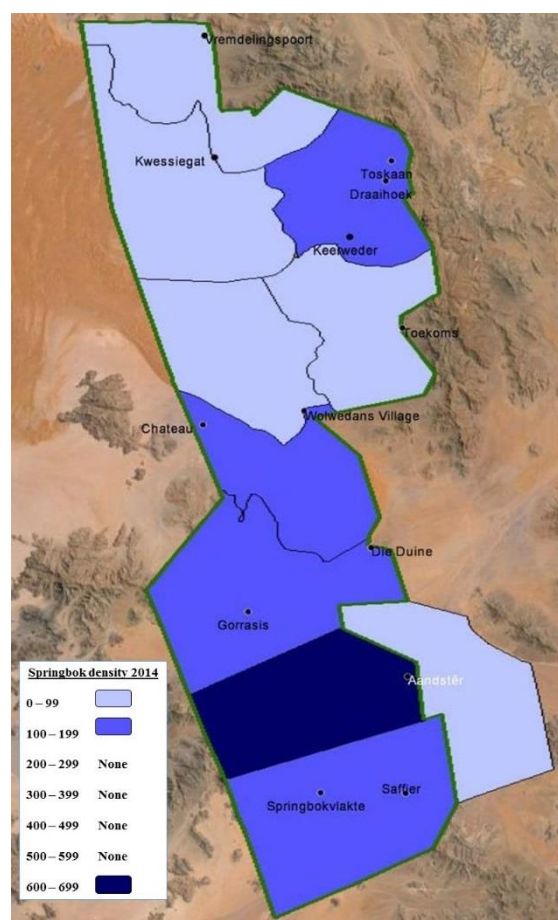 Vremdelingspoort
Kwessiegat
Toskaan
Draaihoek
Keerweder
Toekoms
Wolwedans Village
Chateau
Die Duine
Gorrasis
Aandstêr
Springbokvlakte
Saffier
Springbok density 2014
0 – 99
100 – 199
200 – 299 None
300 – 399 None
400 – 499 None
500 – 599 None
600 – 699